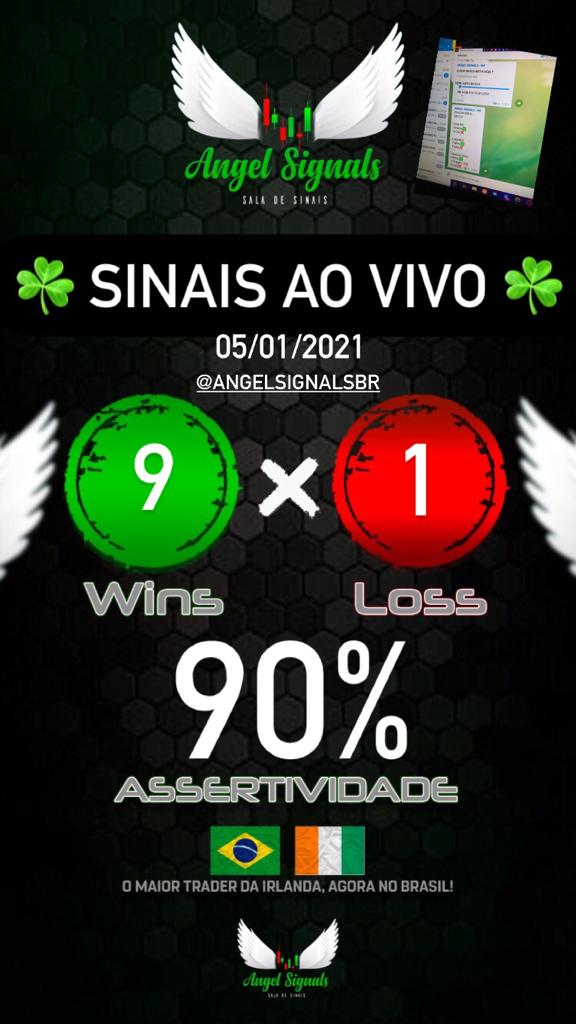 Angel Signals
SALA DE SINAIS
☘ SINAIS AO VIVO ☘
05/01/2021
@ANGELSIGNALSBR
9 × 1
Wins Loss
90%
ASSERTIVIDADE
O MAIOR TRADER DA IRLANDA, AGORA NO BRASIL!
Angel Signals
SALA DE SINAIS